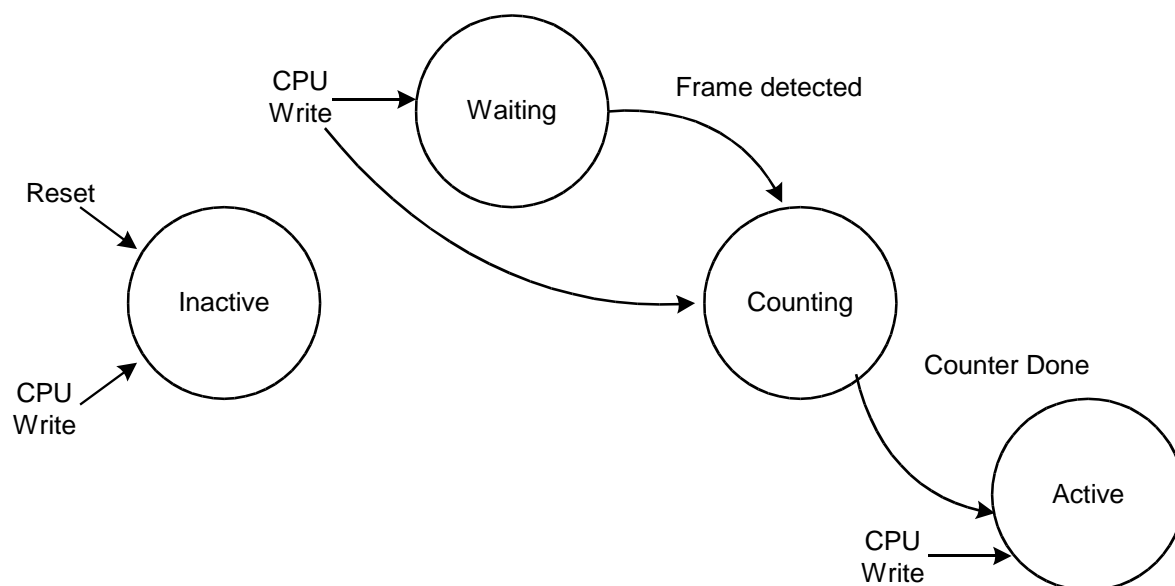 CPU
Write
Waiting
Frame detected
Reset
Inactive
Counting
CPU
Write
Counter Done
Active
CPU
Write